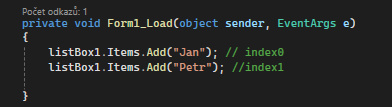 Počet odkazů: 1
private void Form1_Load(object sender, EventArgs e)
{
listBox1.Items.Add("Jan"); // index0
listBox1.Items.Add("Petr"); //index1
}